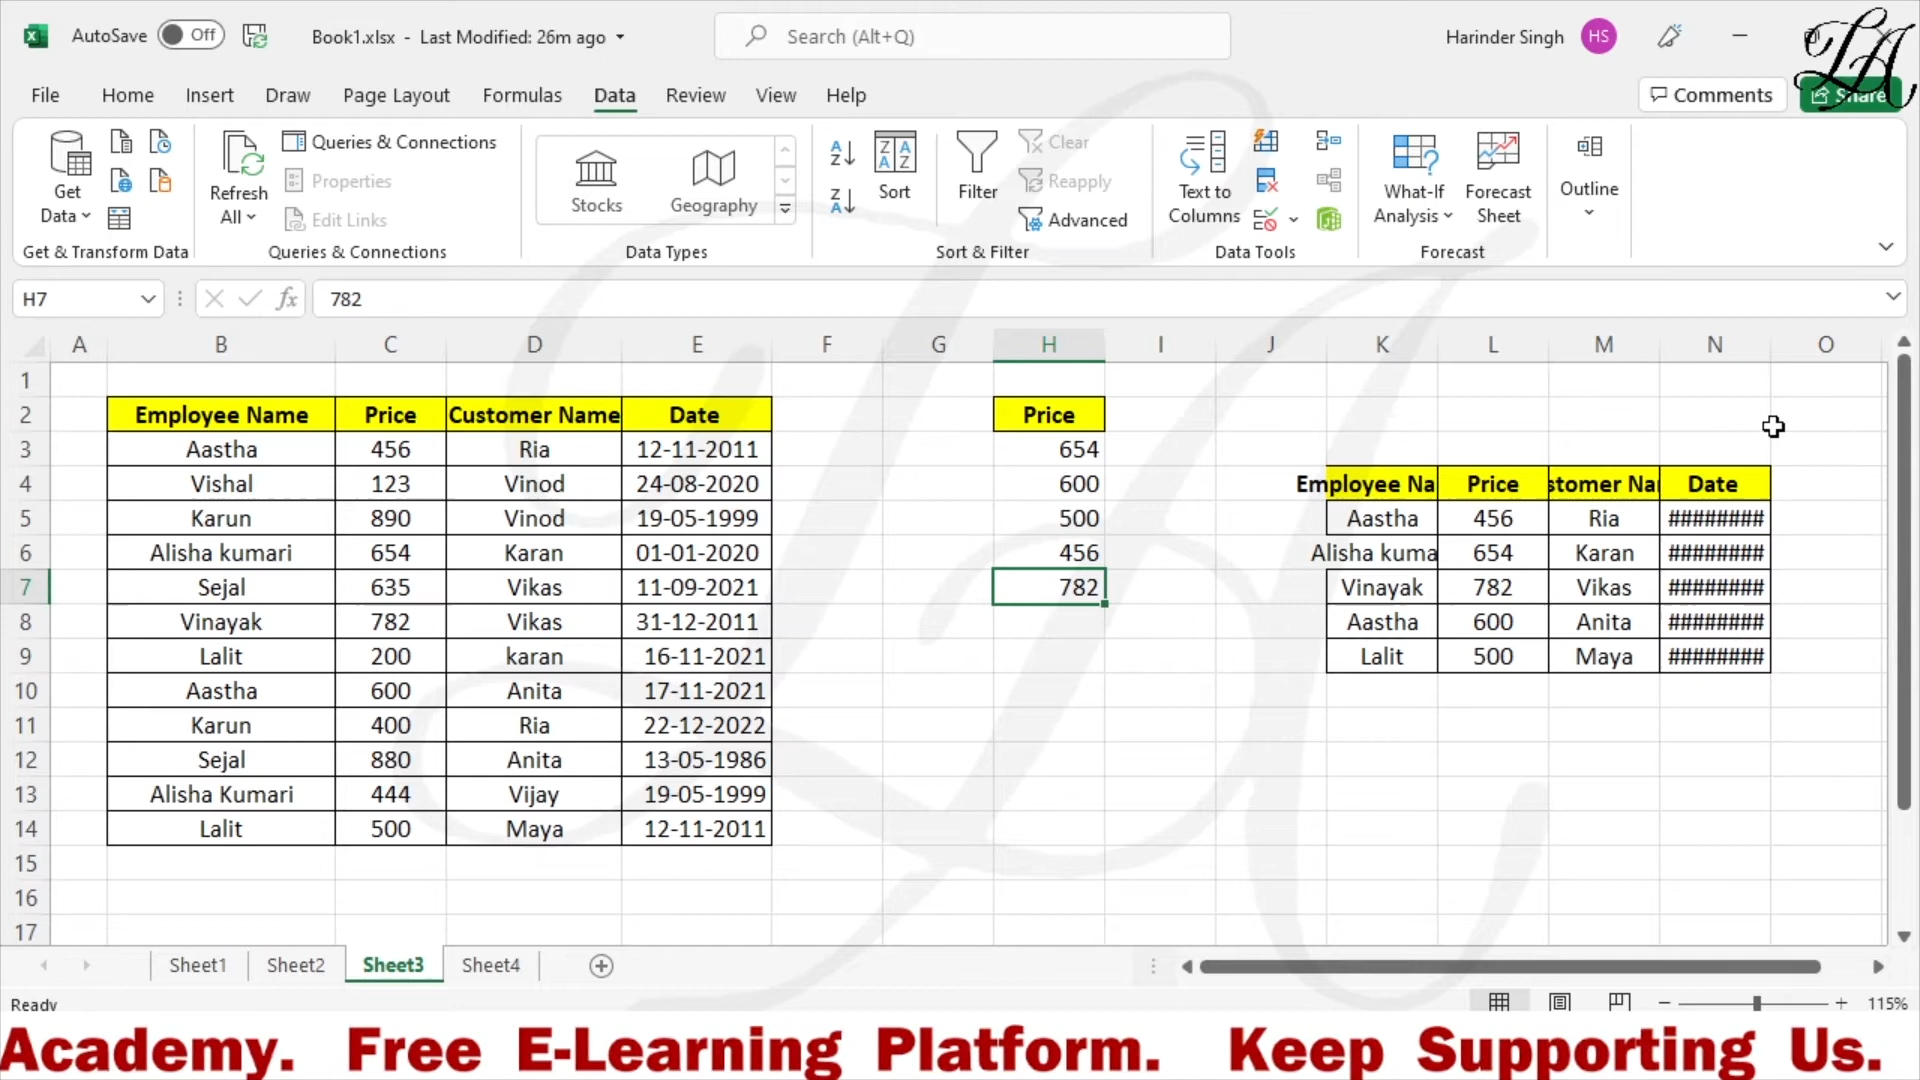 AutoSave Off Book1.xlsx - Last Modified: 26m ago Search (Alt+Q) Harinder Singh HS LA
File Home Insert Draw Page Layout Formulas Data Review View Help Comments Share
Get Data Refresh All Queries & Connections Properties Edit Links Stocks Geography Sort Filter Clear Reapply Advanced Text to Columns What-If Analysis Forecast Sheet Outline
Get & Transform Data Queries & Connections Data Types Sort & Filter Data Tools Forecast
H7 fx 782
A B C D E F G H I J K L M N O
1
2 Employee Name Price Customer Name Date Price
3 Aastha 456 Ria 12-11-2011 654
4 Vishal 123 Vinod 24-08-2020 600 Employee Na Price stomer Nar Date
5 Karun 890 Vinod 19-05-1999 500 Aastha 456 Ria ########
6 Alisha kumari 654 Karan 01-01-2020 456 Alisha kuma 654 Karan ########
7 Sejal 635 Vikas 11-09-2021 782 Vinayak 782 Vikas ########
8 Vinayak 782 Vikas 31-12-2011 Aastha 600 Anita ########
9 Lalit 200 karan 16-11-2021 Lalit 500 Maya ########
10 Aastha 600 Anita 17-11-2021
11 Karun 400 Ria 22-12-2022
12 Sejal 880 Anita 13-05-1986
13 Alisha Kumari 444 Vijay 19-05-1999
14 Lalit 500 Maya 12-11-2011
15
16
17
Sheet1 Sheet2 Sheet3 Sheet4
Ready 115%
Academy. Free E-Learning Platform. Keep Supporting Us.